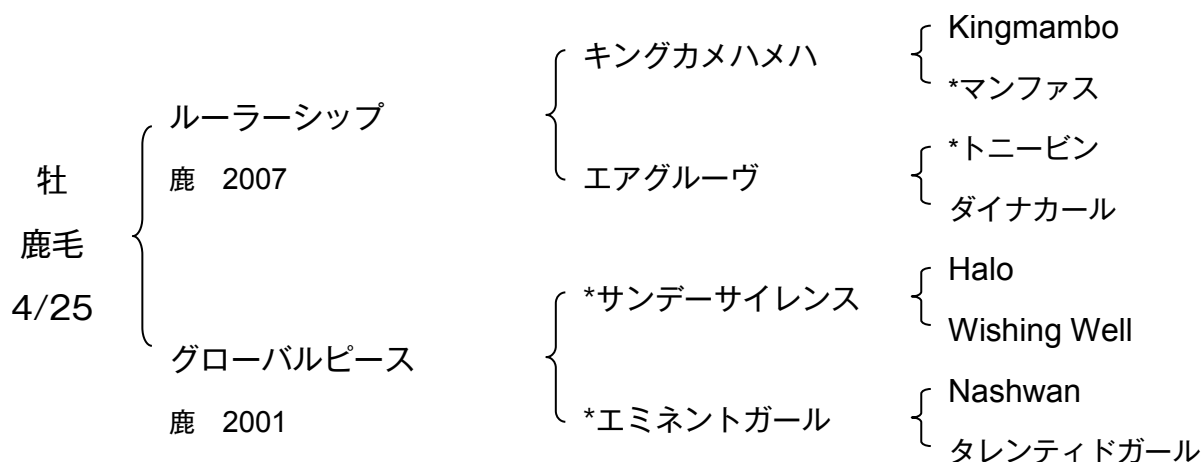 牡
鹿毛
4/25
ルーラーシップ
鹿 2007
キングカメハメハ
Kingmambo
*マンファス
エアグルーヴ
*トニービン
ダイナカール
グローバルピース
鹿 2001
*サンデーサイレンス
Halo
Wishing Well
*エミネントガール
Nashwan
タレンティドガール